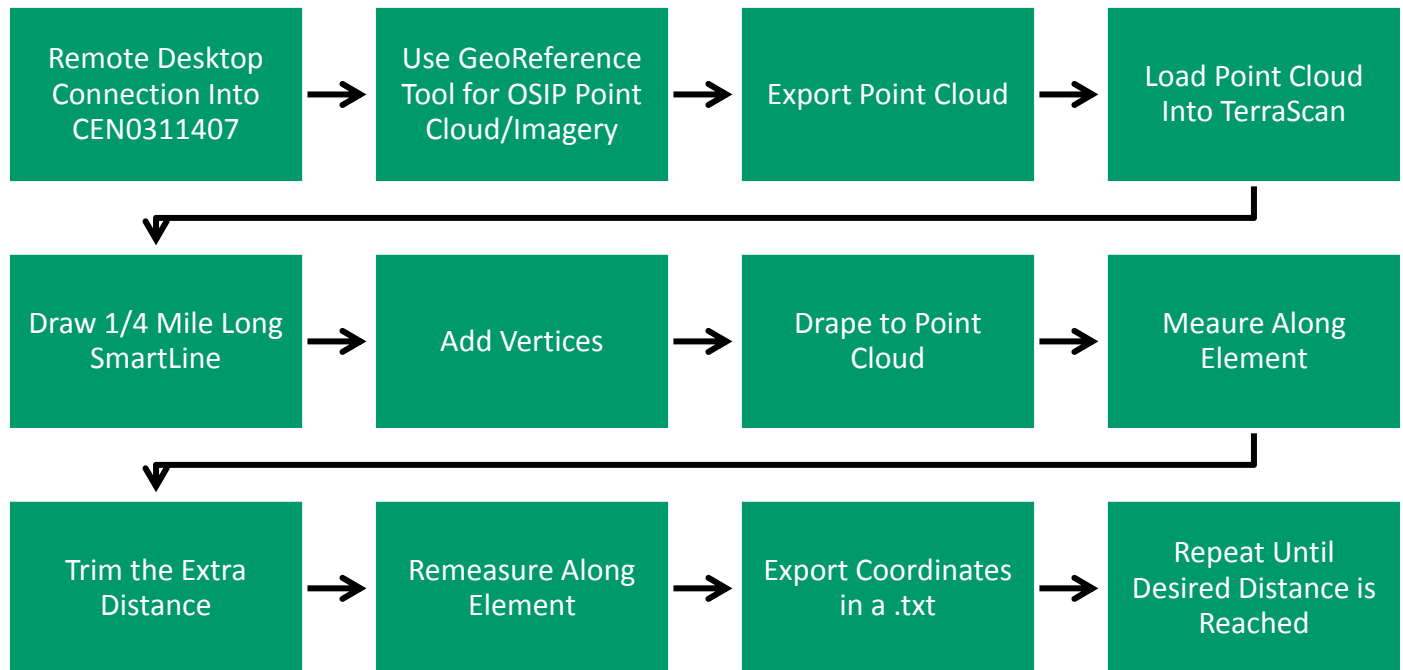 Remote Desktop
Connection Into
CEN0311407
Use GeoReference
Tool for OSIP Point
Cloud/Imagery
Export Point Cloud
Load Point Cloud
Into TerraScan
Draw 1/4 Mile Long
SmartLine
Add Vertices
Drape to Point
Cloud
Meaure Along
Element
Trim the Extra
Distance
Remeasure Along
Element
Export Coordinates
in a .txt
Repeat Until
Desired Distance is
Reached